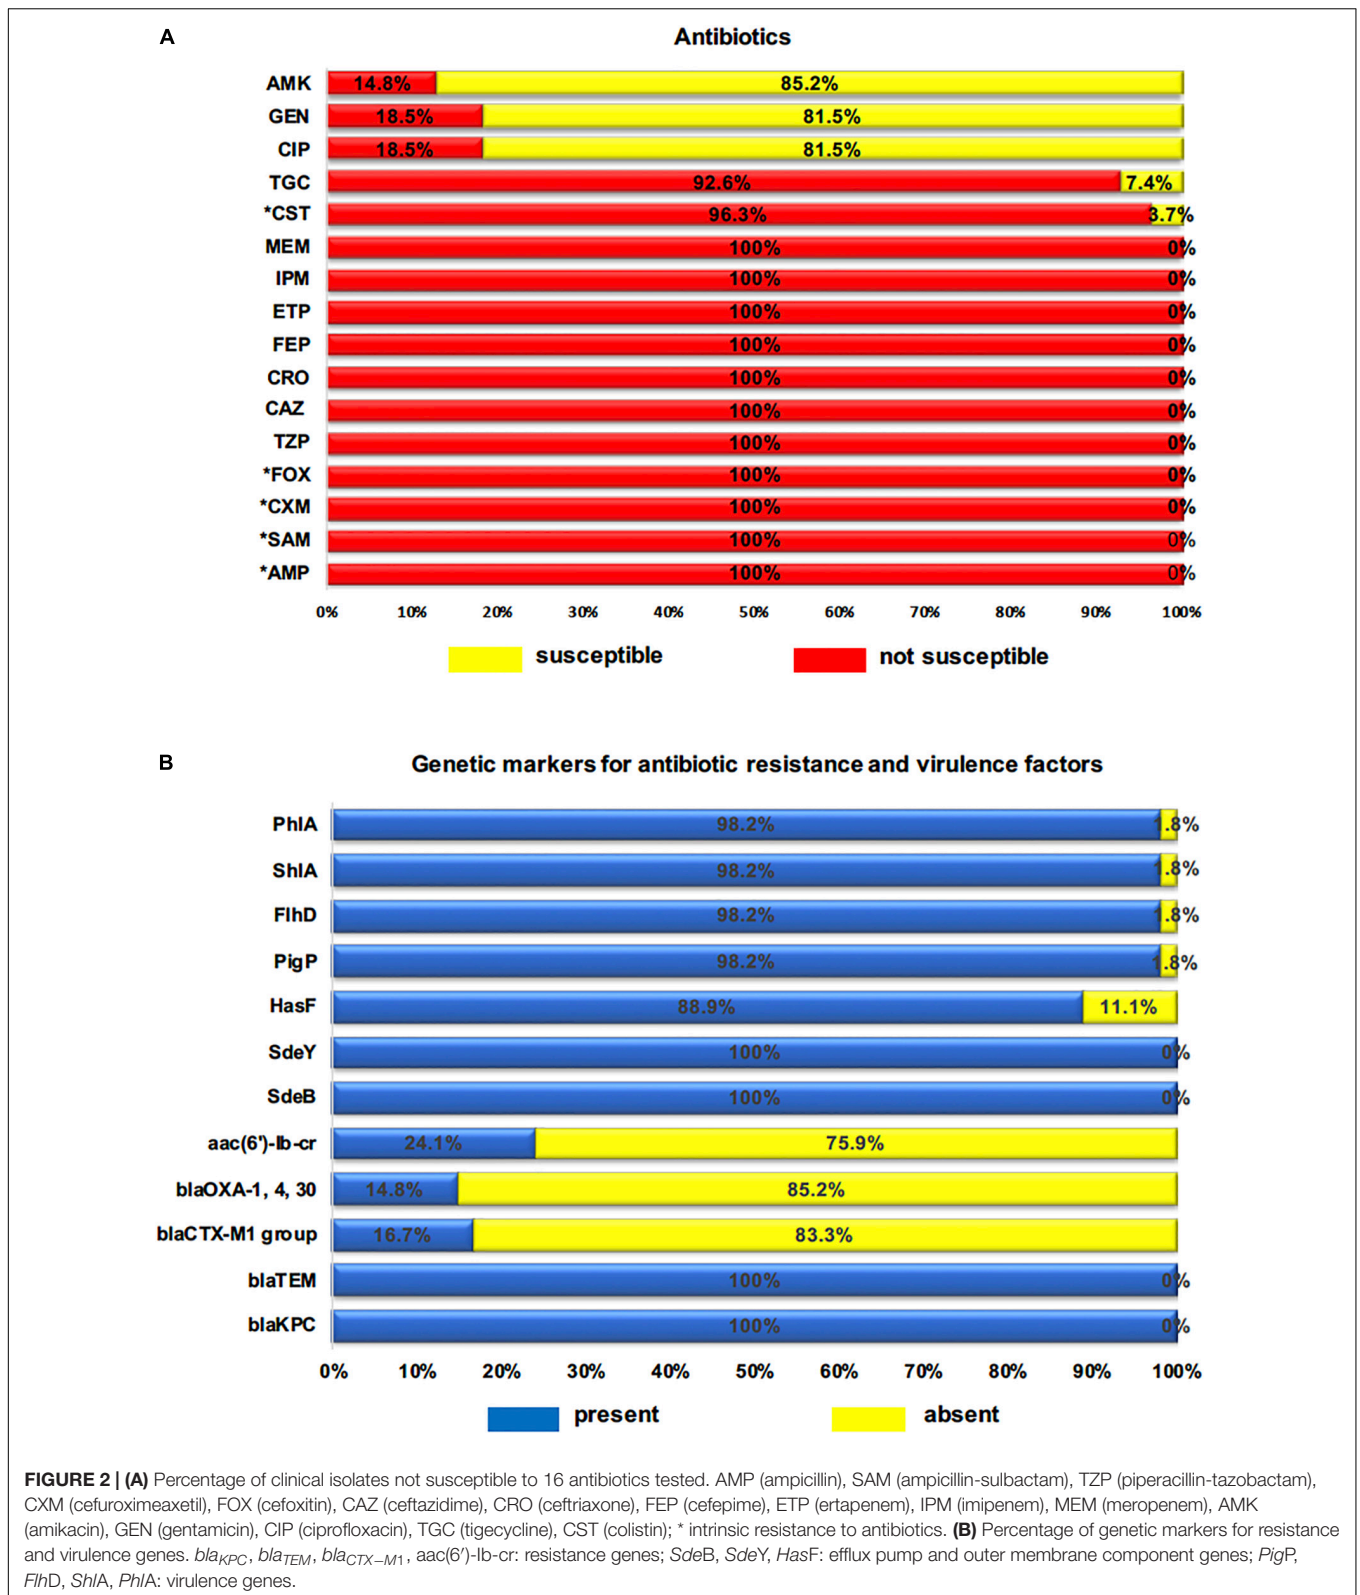 A
Antibiotics
AMK 14.8% 85.2%
GEN 18.5% 81.5%
CIP 18.5% 81.5%
TGC 92.6% 7.4%
*CST 96.3% 3.7%
MEM 100% 0%
IPM 100% 0%
ETP 100% 0%
FEP 100% 0%
CRO 100% 0%
CAZ 100% 0%
TZP 100% 0%
*FOX 100% 0%
*CXM 100% 0%
*SAM 100% 0%
*AMP 100% 0%
0% 10% 20% 30% 40% 50% 60% 70% 80% 90% 100%
susceptible not susceptible
B
Genetic markers for antibiotic resistance and virulence factors
PhlA 98.2% 1.8%
ShlA 98.2% 1.8%
FlhD 98.2% 1.8%
PigP 98.2% 1.8%
HasF 88.9% 11.1%
SdeY 100% 0%
SdeB 100% 0%
aac(6')-Ib-cr 24.1% 75.9%
blaOXA-1, 4, 30 14.8% 85.2%
blaCTX-M1 group 16.7% 83.3%
blaTEM 100% 0%
blaKPC 100% 0%
0% 10% 20% 30% 40% 50% 60% 70% 80% 90% 100%
present absent
FIGURE 2 | (A) Percentage of clinical isolates not susceptible to 16 antibiotics tested. AMP (ampicillin), SAM (ampicillin-sulbactam), TZP (piperacillin-tazobactam),
CXM (cefuroximeaxetil), FOX (cefoxitin), CAZ (ceftazidime), CRO (ceftriaxone), FEP (cefepime), ETP (ertapenem), IPM (imipenem), MEM (meropenem), AMK
(amikacin), GEN (gentamicin), CIP (ciprofloxacin), TGC (tigecycline), CST (colistin); * intrinsic resistance to antibiotics. (B) Percentage of genetic markers for resistance
and virulence genes. blaKPC, blaTEM, blaCTX−M1, aac(6′)-Ib-cr: resistance genes; SdeB, SdeY, HasF: efflux pump and outer membrane component genes; PigP,
FlhD, ShlA, PhlA: virulence genes.